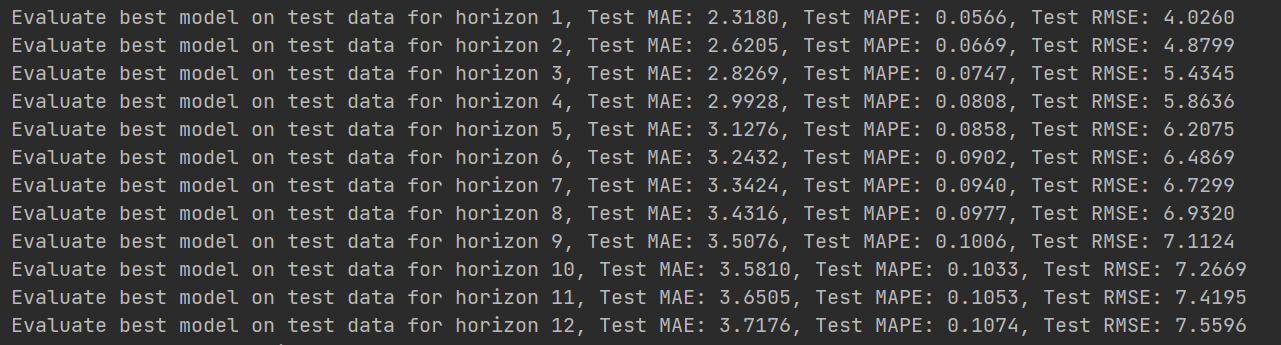 Evaluate best model on test data for horizon 1, Test MAE: 2.3180, Test MAPE: 0.0566, Test RMSE: 4.0260
Evaluate best model on test data for horizon 2, Test MAE: 2.6205, Test MAPE: 0.0669, Test RMSE: 4.8799
Evaluate best model on test data for horizon 3, Test MAE: 2.8269, Test MAPE: 0.0747, Test RMSE: 5.4345
Evaluate best model on test data for horizon 4, Test MAE: 2.9928, Test MAPE: 0.0808, Test RMSE: 5.8636
Evaluate best model on test data for horizon 5, Test MAE: 3.1276, Test MAPE: 0.0858, Test RMSE: 6.2075
Evaluate best model on test data for horizon 6, Test MAE: 3.2432, Test MAPE: 0.0902, Test RMSE: 6.4869
Evaluate best model on test data for horizon 7, Test MAE: 3.3424, Test MAPE: 0.0940, Test RMSE: 6.7299
Evaluate best model on test data for horizon 8, Test MAE: 3.4316, Test MAPE: 0.0977, Test RMSE: 6.9320
Evaluate best model on test data for horizon 9, Test MAE: 3.5076, Test MAPE: 0.1006, Test RMSE: 7.1124
Evaluate best model on test data for horizon 10, Test MAE: 3.5810, Test MAPE: 0.1033, Test RMSE: 7.2669
Evaluate best model on test data for horizon 11, Test MAE: 3.6505, Test MAPE: 0.1053, Test RMSE: 7.4195
Evaluate best model on test data for horizon 12, Test MAE: 3.7176, Test MAPE: 0.1074, Test RMSE: 7.5596